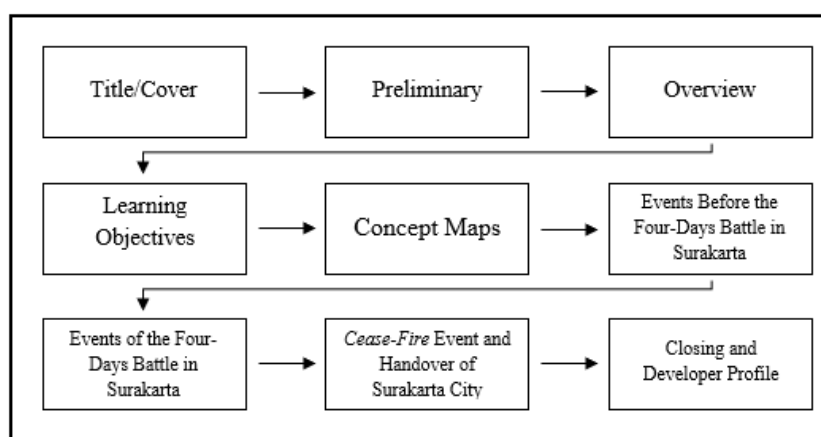 Title/Cover
Preliminary
Overview
Learning
Objectives
Concept Maps
Events Before the
Four-Days Battle in
Surakarta
Events of the Four-
Days Battle in
Surakarta
Cease-Fire Event and
Handover of
Surakarta City
Closing and
Developer Profile